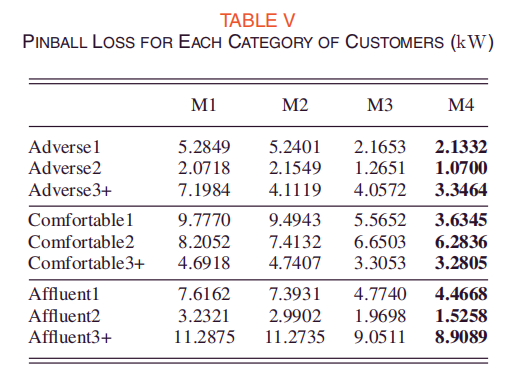 TABLE V
PINBALL LOSS FOR EACH CATEGORY OF CUSTOMERS (kW)
M1 M2 M3 M4
Adverse1 5.2849 5.2401 2.1653 2.1332
Adverse2 2.0718 2.1549 1.2651 1.0700
Adverse3+ 7.1984 4.1119 4.0572 3.3464
Comfortable1 9.7770 9.4943 5.5652 3.6345
Comfortable2 8.2052 7.4132 6.6503 6.2836
Comfortable3+ 4.6918 4.7407 3.3053 3.2805
Affluent1 7.6162 7.3931 4.7740 4.4668
Affluent2 3.2321 2.9902 1.9698 1.5258
Affluent3+ 11.2875 11.2735 9.0511 8.9089